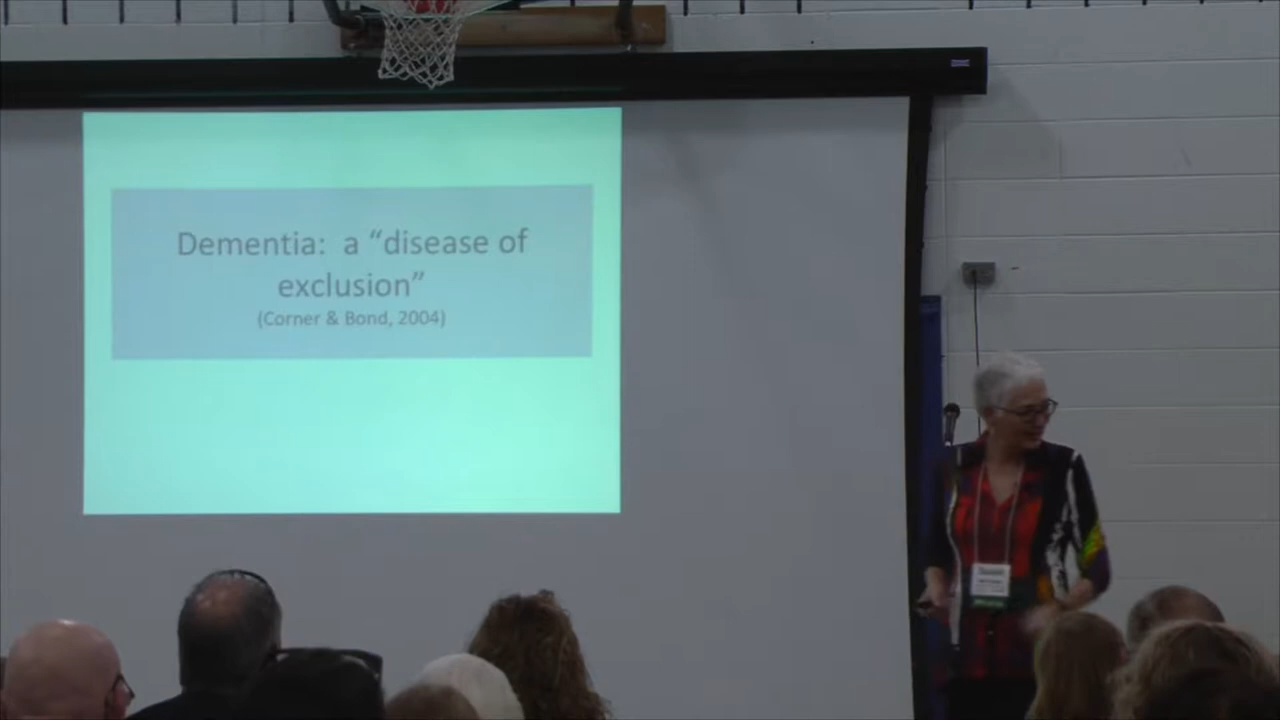 Dementia:  a “disease of
exclusion”
(Corner & Bond, 2004)